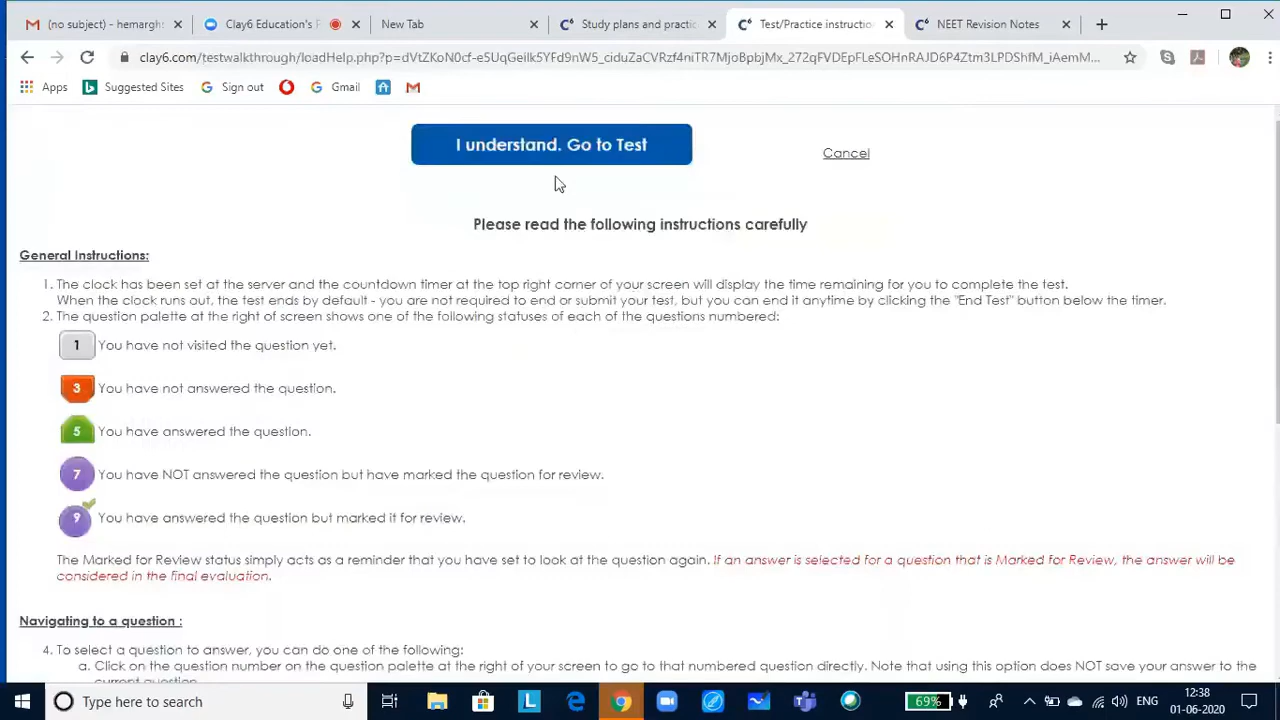 (no subject) - hemargh
Clay6 Education's P
New Tab
Study plans and practic
Test/Practice instructio
NEET Revision Notes
clay6.com/testwalkthrough/loadHelp.php?p=dVtZKoN0cf-eSUqGeilk5YFd9nW5_ciduZaCVRzf4niTR7MjoBpbjMx_272qFVDEpFLeSOHnRAJD6P4Ztm3LPDShfM_iAemM...
Apps
Suggested Sites
Sign out
Gmail
I understand. Go to Test
Cancel
Please read the following instructions carefully
General Instructions:
1. The clock has been set at the server and the countdown timer at the top right corner of your screen will display the time remaining for you to complete the test.
When the clock runs out, the test ends by default - you are not required to end or submit your test, but you can end it anytime by clicking the "End Test" button below the timer.
2. The question palette at the right of screen shows one of the following statuses of each of the questions numbered:
1 You have not visited the question yet.
3 You have not answered the question.
5 You have answered the question.
7 You have NOT answered the question but have marked the question for review.
9 You have answered the question but marked it for review.
The Marked for Review status simply acts as a reminder that you have set to look at the question again. If an answer is selected for a question that is Marked for Review, the answer will be
considered in the final evaluation.
Navigating to a question :
4. To select a question to answer, you can do one of the following:
a. Click on the question number on the question palette at the right of your screen to go to that numbered question directly. Note that using this option does NOT save your answer to the
current question.
Type here to search
L
69%
ENG
12:38
01-06-2020